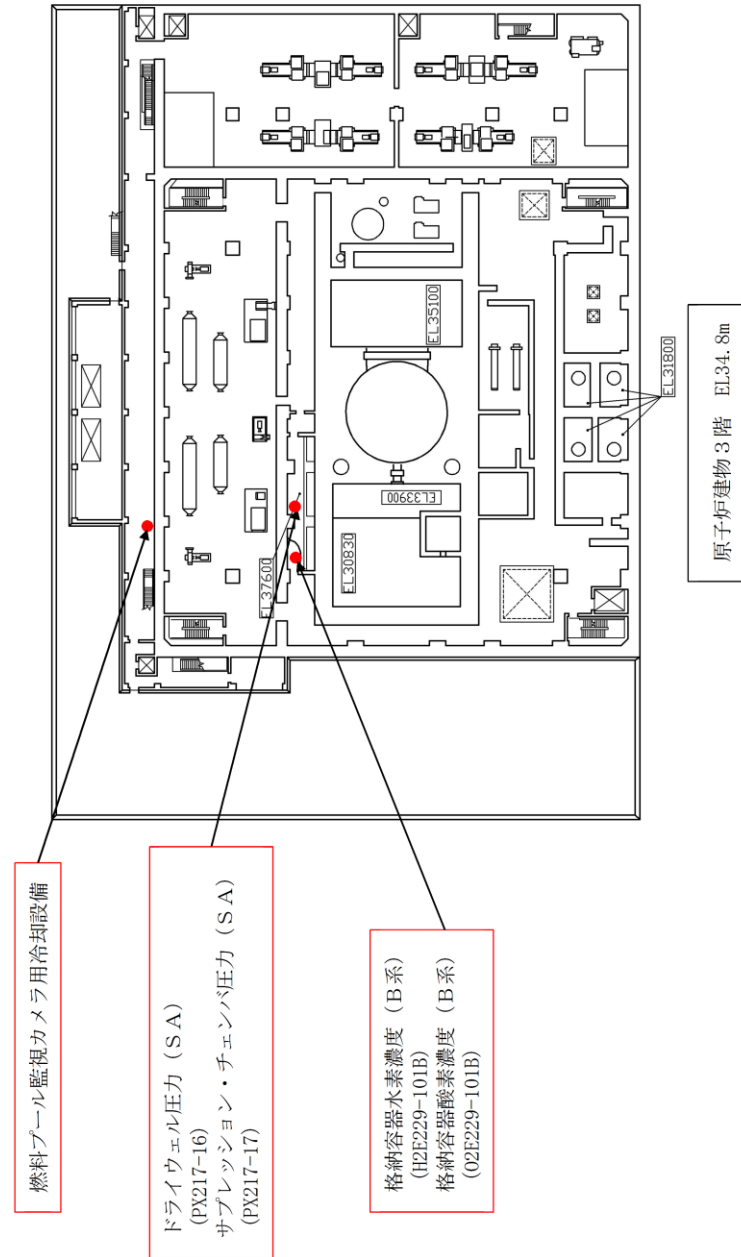 燃料プール監視カメラ用冷却設備
ドライウェル圧力（ＳＡ）
(PX217-16)
サプレッション・チェンバ圧力（ＳＡ）
(PX217-17)
格納容器水素濃度（Ｂ系）
(H2E229-101B)
格納容器酸素濃度（Ｂ系）
(O2E229-101B)
EL37600
EL30830
EL33900
EL35100
EL31800
原子炉建物３階　EL34.8m